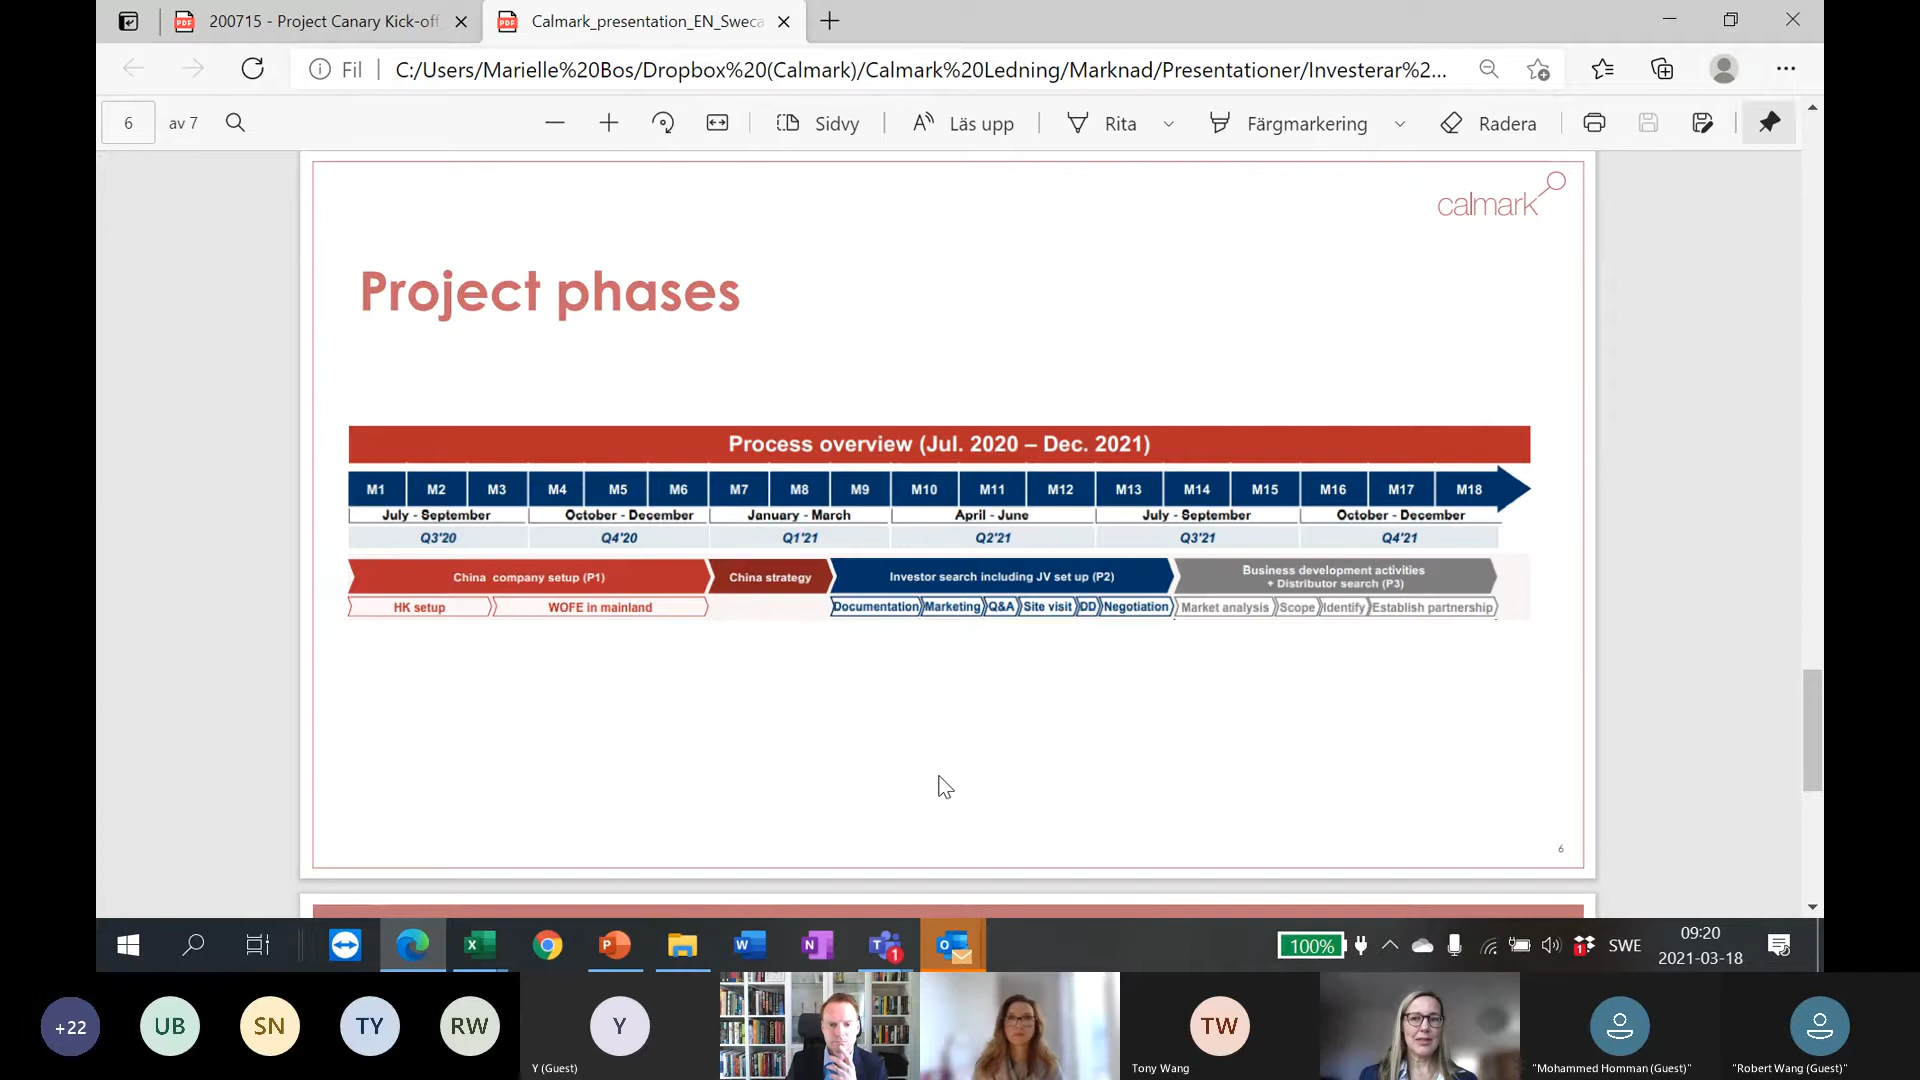 200715 - Project Canary Kick-off
Calmark_presentation_EN_Sweca
Fil
C:/Users/Marielle%20Bos/Dropbox%20(Calmark)/Calmark%20Ledning/Marknad/Presentationer/Investerar%2...
6
av 7
Sidvy
Läs upp
Rita
Färgmarkering
Radera
calmark
Project phases
Process overview (Jul. 2020 – Dec. 2021)
M1 M2 M3 M4 M5 M6 M7 M8 M9 M10 M11 M12 M13 M14 M15 M16 M17 M18
July - September October - December January - March April - June July - September October - December
Q3'20 Q4'20 Q1'21 Q2'21 Q3'21 Q4'21
China company setup (P1) China strategy Investor search including JV set up (P2) Business development activities
+ Distributor search (P3)
HK setup WOFE in mainland Documentation Marketing Q&A Site visit DD Negotiation Market analysis Scope Identify Establish partnership
6
100%
1
1
SWE
09:20
2021-03-18
+22
UB
SN
TY
RW
Y
Y (Guest)
TW
Tony Wang
"Mohammed Homman (Guest)"
"Robert Wang (Guest)"